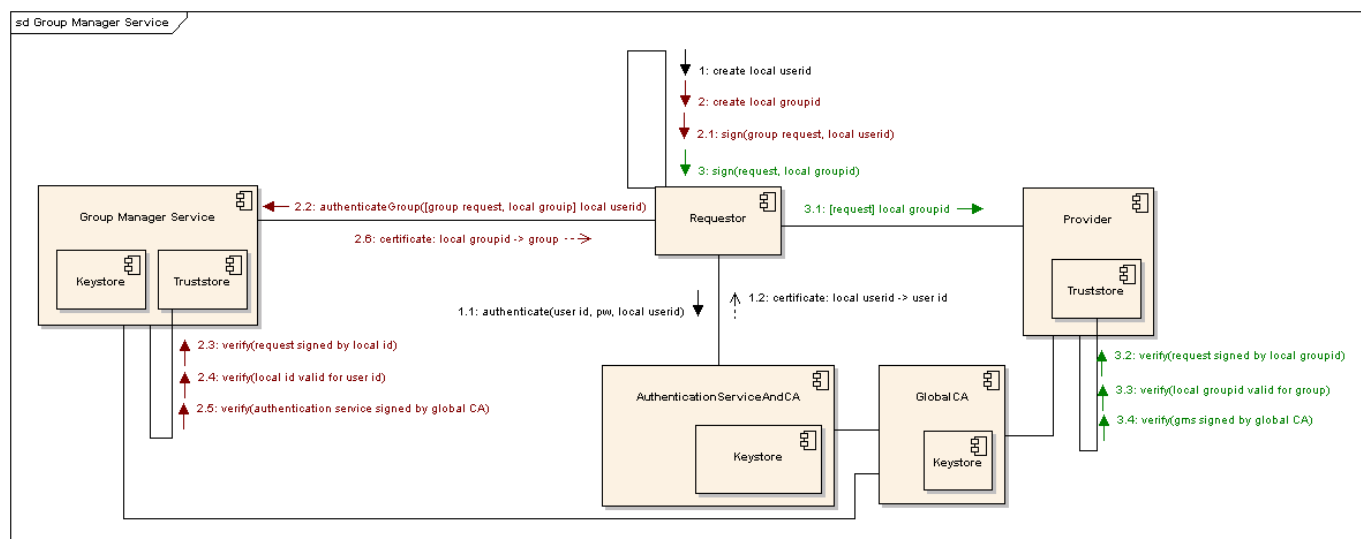 sd Group Manager Service
1: create local userid
2: create local groupid
2.1: sign(group request, local userid)
3: sign(request, local groupid)
Group Manager Service
2.2: authenticateGroup([group request, local grouip] local userid)
Requestor
3.1: [request] local groupid
Provider
2.6: certificate: local groupid -> group
Keystore
Truststore
Truststore
1.1: authenticate(user id, pw, local userid)
1.2: certificate: local userid -> user id
2.3: verify(request signed by local id)
2.4: verify(local id valid for user id)
2.5: verify(authentication service signed by global CA)
3.2: verify(request signed by local groupid)
3.3: verify(local groupid valid for group)
3.4: verify(gms signed by global CA)
AuthenticationServiceAndCA
GlobalCA
Keystore
Keystore